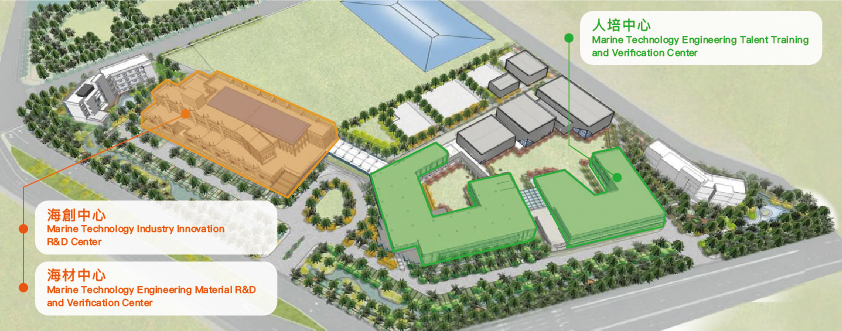 人培中心
Marine Technology Engineering Talent Training
and Verification Center
海創中心
Marine Technology Industry Innovation
R&D Center
海材中心
Marine Technology Engineering Material R&D
and Verification Center